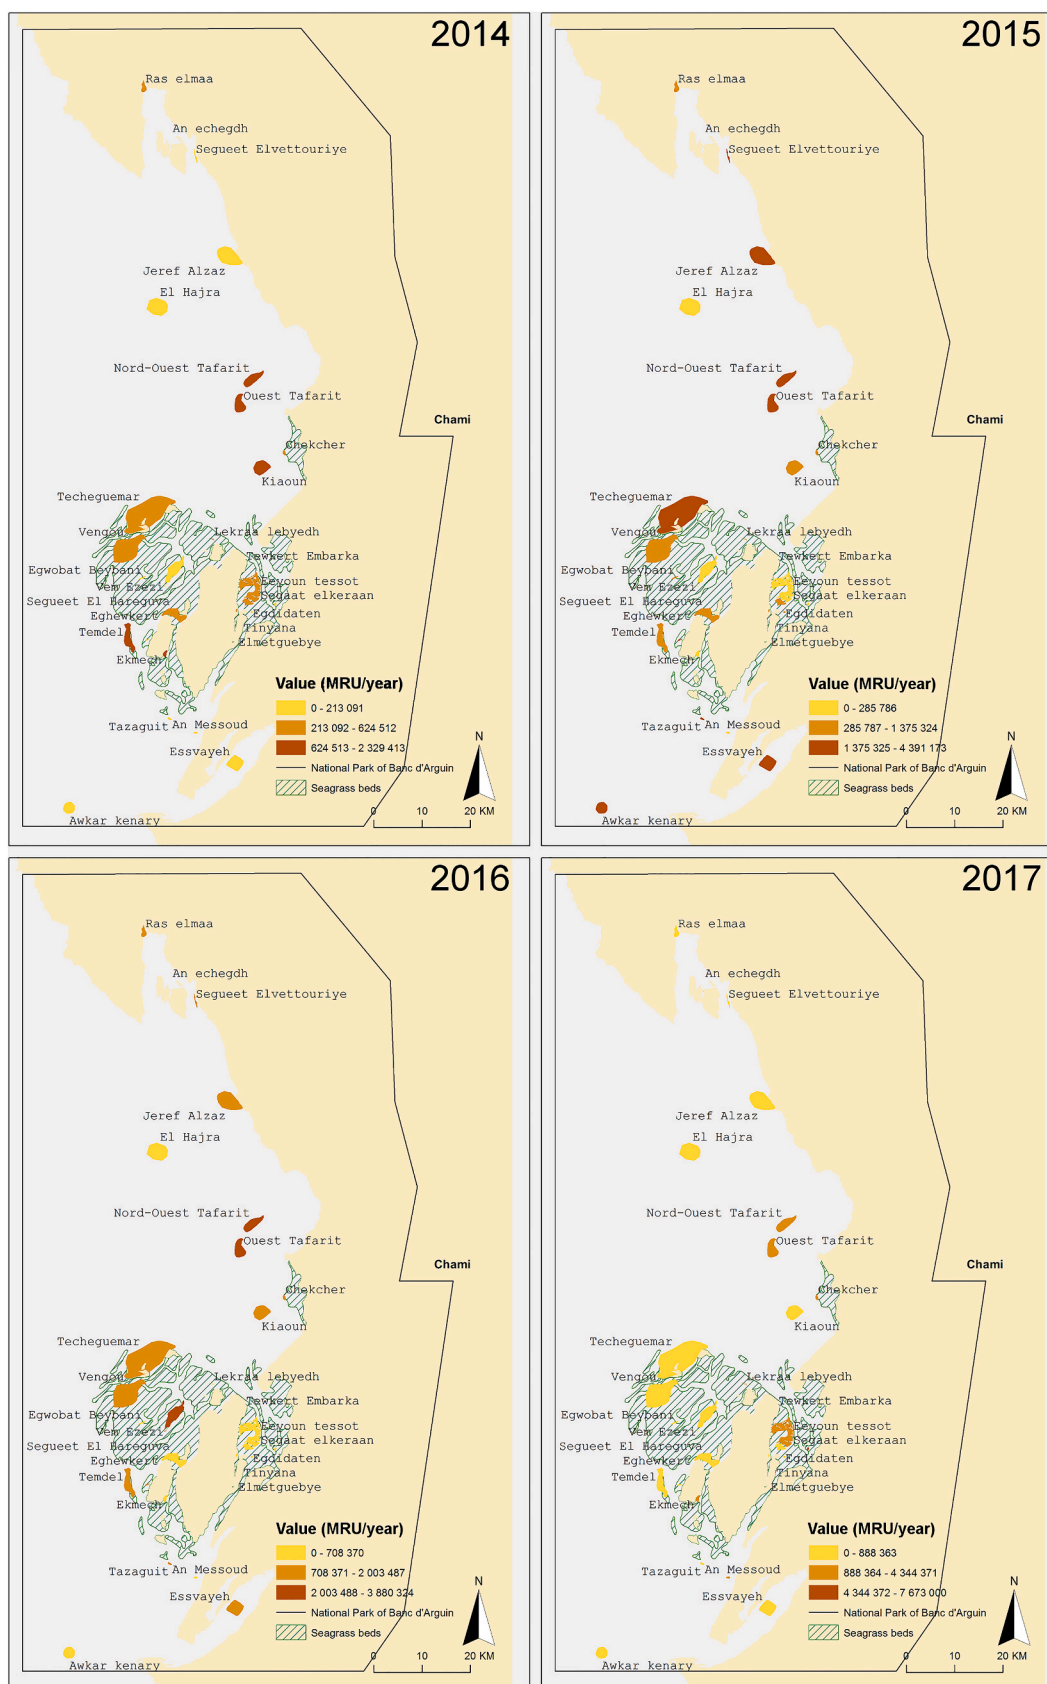 2014
Ras elmaa
An echegdh
Segueet Elvettouriye
Jeref Alzaz
El Hajra
Nord-Ouest Tafarit
Ouest Tafarit
Chami
Chekcher
Kiaoun
Techeguemar
Vengou
Lekraa lebyedh
Tewkert Embarka
Egwobat Beybani
Vem Ezezi
Eeyoun tessot
Segueet El Hareguva
Segaat elkeraan
Eghewkert
Egdidaten
Temdel
Tinyana
Elmetguebye
Ekmech
Value (MRU/year)
0 - 213 091
213 092 - 624 512
624 513 - 2 329 413
National Park of Banc d'Arguin
Seagrass beds
Tazaguit
An Messoud
Essvayeh
Awkar kenary
N
0 10 20 KM
2015
Ras elmaa
An echegdh
Segueet Elvettouriye
Jeref Alzaz
El Hajra
Nord-Ouest Tafarit
Ouest Tafarit
Chami
Chekcher
Kiaoun
Techeguemar
Vengou
Lekraa lebyedh
Tewkert Embarka
Egwobat Beybani
Vem Ezezi
Eeyoun tessot
Segueet El Hareguva
Segaat elkeraan
Eghewkert
Egdidaten
Temdel
Tinyana
Elmetguebye
Ekmech
Value (MRU/year)
0 - 285 786
285 787 - 1 375 324
1 375 325 - 4 391 173
National Park of Banc d'Arguin
Seagrass beds
Tazaguit
An Messoud
Essvayeh
Awkar kenary
N
0 10 20 KM
2016
Ras elmaa
An echegdh
Segueet Elvettouriye
Jeref Alzaz
El Hajra
Nord-Ouest Tafarit
Ouest Tafarit
Chami
Chekcher
Kiaoun
Techeguemar
Vengou
Lekraa lebyedh
Tewkert Embarka
Egwobat Beybani
Vem Ezezi
Eeyoun tessot
Segueet El Hareguva
Segaat elkeraan
Eghewkert
Egdidaten
Temdel
Tinyana
Elmetguebye
Ekmech
Value (MRU/year)
0 - 708 370
708 371 - 2 003 487
2 003 488 - 3 880 324
National Park of Banc d'Arguin
Seagrass beds
Tazaguit
An Messoud
Essvayeh
Awkar kenary
N
0 10 20 KM
2017
Ras elmaa
An echegdh
Segueet Elvettouriye
Jeref Alzaz
El Hajra
Nord-Ouest Tafarit
Ouest Tafarit
Chami
Chekcher
Kiaoun
Techeguemar
Vengou
Lekraa lebyedh
Tewkert Embarka
Egwobat Beybani
Vem Ezezi
Eeyoun tessot
Segueet El Hareguva
Segaat elkeraan
Eghewkert
Egdidaten
Temdel
Tinyana
Elmetguebye
Ekmech
Value (MRU/year)
0 - 888 363
888 364 - 4 344 371
4 344 372 - 7 673 000
National Park of Banc d'Arguin
Seagrass beds
Tazaguit
An Messoud
Essvayeh
Awkar kenary
N
0 10 20 KM